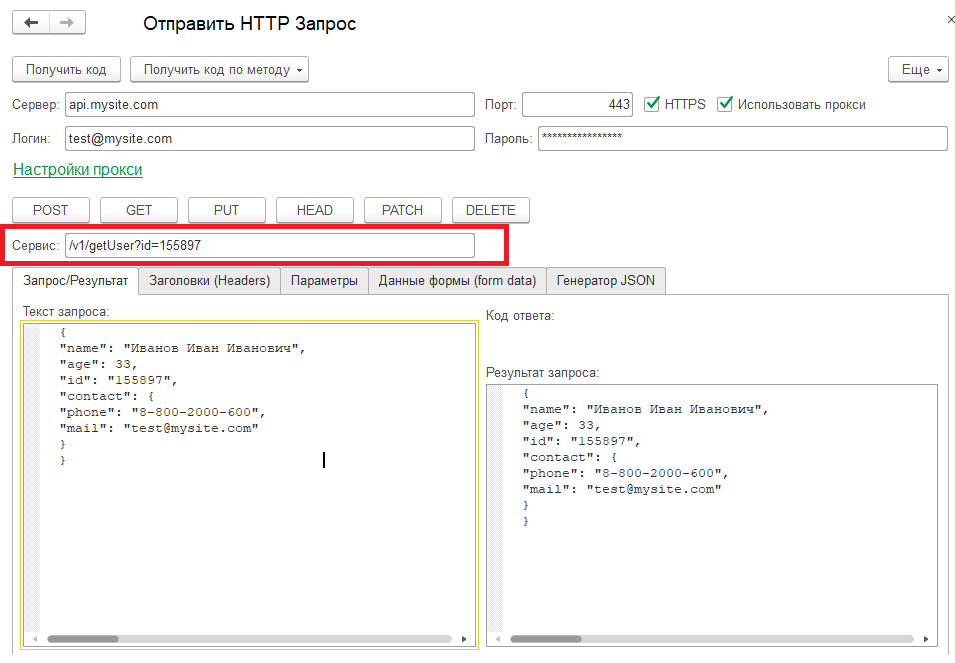 Отправить HTTP Запрос
Получить код Получить код по методу Еще
Сервер: api.mysite.com Порт: 443 HTTPS Использовать прокси
Логин: test@mysite.com Пароль: ****************
Настройки прокси
POST GET PUT HEAD PATCH DELETE
Сервис: /v1/getUser?id=155897
Запрос/Результат Заголовки (Headers) Параметры Данные формы (form data) Генератор JSON
Текст запроса:
{
"name": "Иванов Иван Иванович",
"age": 33,
"id": "155897",
"contact": {
"phone": "8-800-2000-600",
"mail": "test@mysite.com"
}
}
Код ответа:
Результат запроса:
{
"name": "Иванов Иван Иванович",
"age": 33,
"id": "155897",
"contact": {
"phone": "8-800-2000-600",
"mail": "test@mysite.com"
}
}